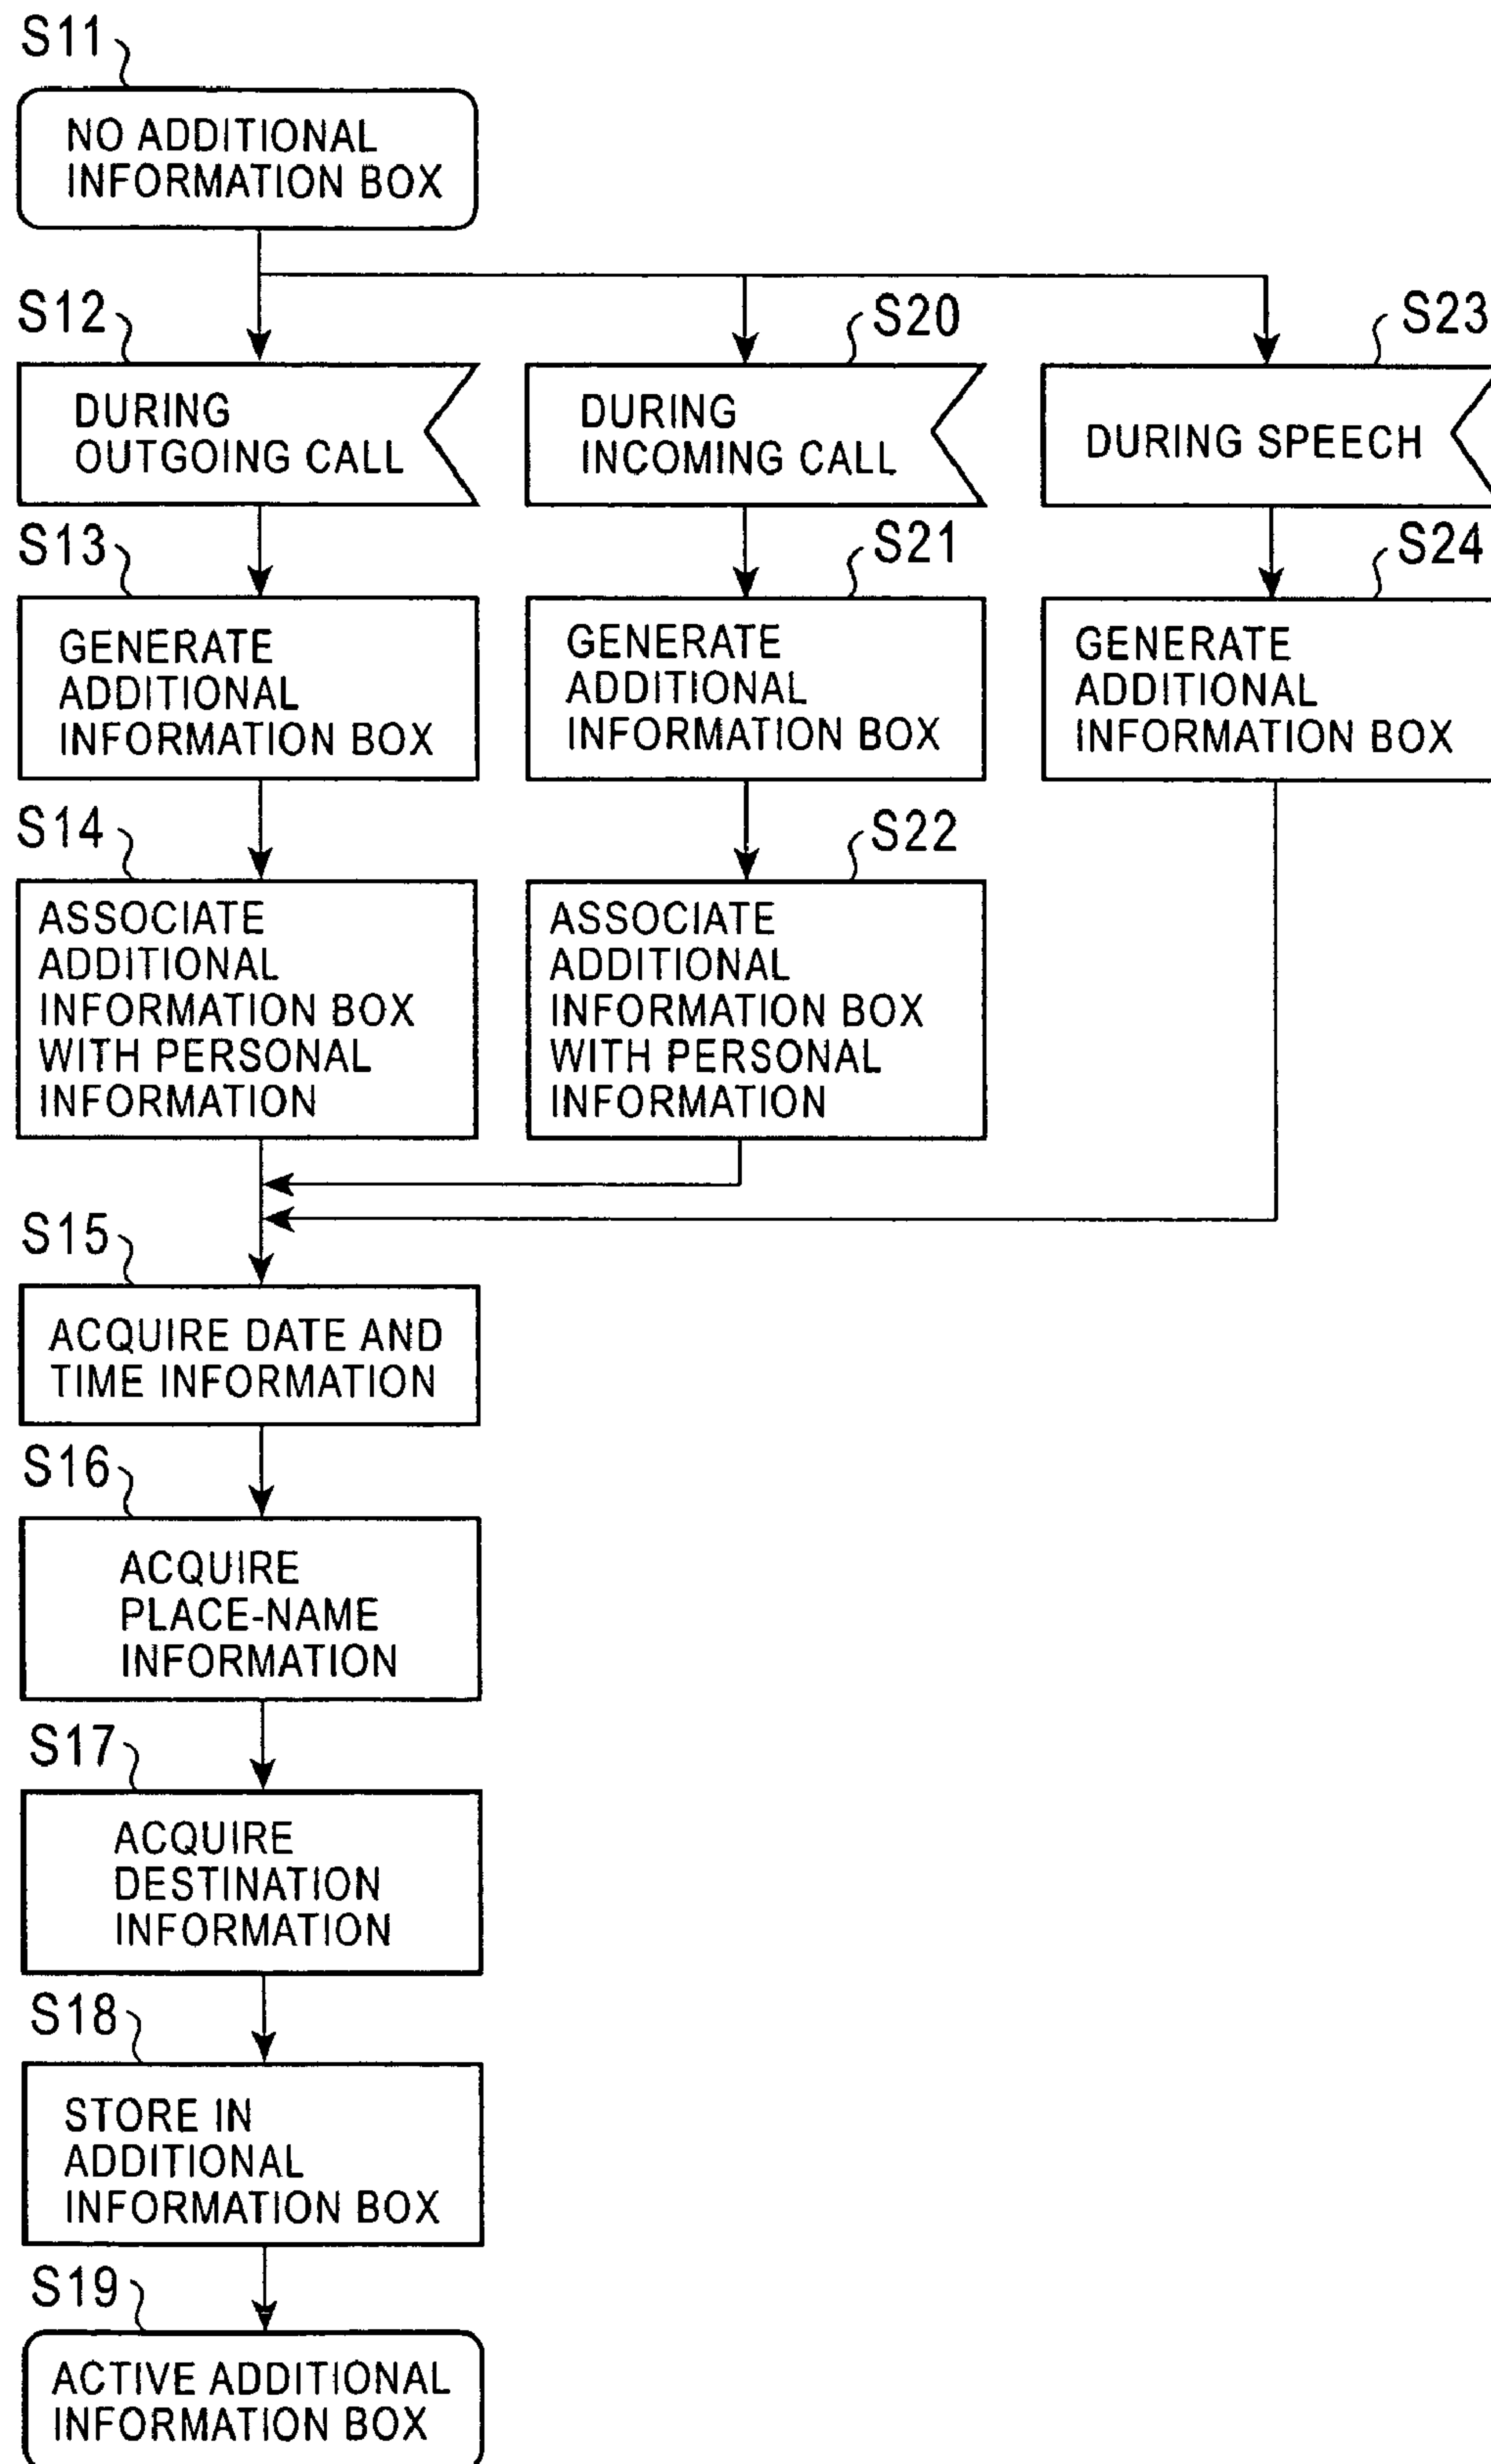 S11
NO ADDITIONAL
INFORMATION BOX
S12
DURING
OUTGOING CALL
S20
DURING
INCOMING CALL
S23
DURING SPEECH
S13
GENERATE
ADDITIONAL
INFORMATION BOX
S21
GENERATE
ADDITIONAL
INFORMATION BOX
S24
GENERATE
ADDITIONAL
INFORMATION BOX
S14
ASSOCIATE
ADDITIONAL
INFORMATION BOX
WITH PERSONAL
INFORMATION
S22
ASSOCIATE
ADDITIONAL
INFORMATION BOX
WITH PERSONAL
INFORMATION
S15
ACQUIRE DATE AND
TIME INFORMATION
S16
ACQUIRE
PLACE-NAME
INFORMATION
S17
ACQUIRE
DESTINATION
INFORMATION
S18
STORE IN
ADDITIONAL
INFORMATION BOX
S19
ACTIVE ADDITIONAL
INFORMATION BOX